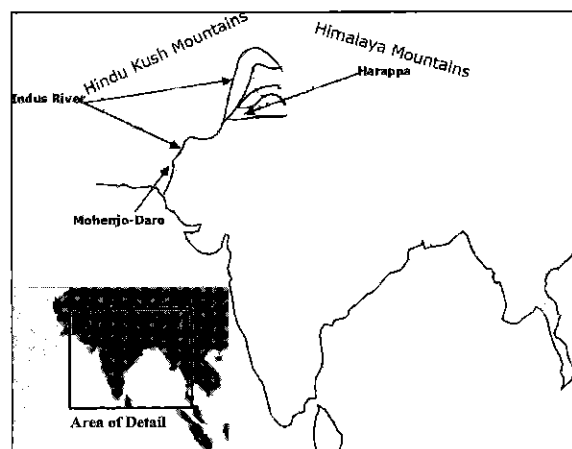 Hindu Kush Mountains
Himalaya Mountains
Harappa
Indus River
Mohenjo-Daro
Area of Detail